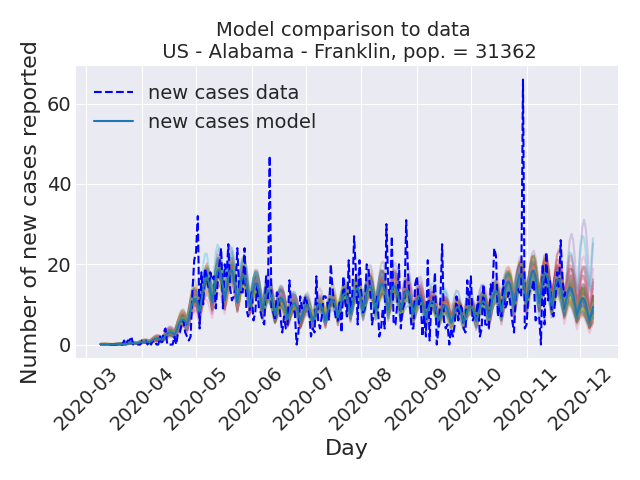 Model comparison to data
US - Alabama - Franklin, pop. = 31362
Number of new cases reported
60
40
20
0
new cases data
new cases model
2020-03
2020-04
2020-05
2020-06
2020-07
2020-08
2020-09
2020-10
2020-11
2020-12
Day